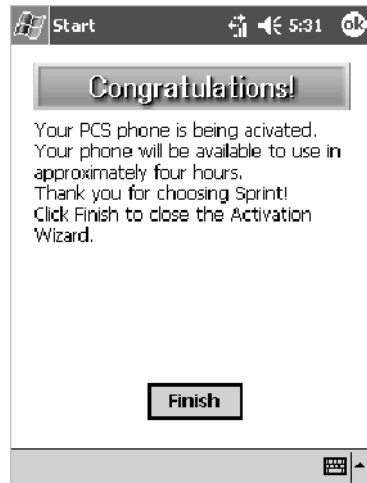 Start 5:31 ok
Congratulations!
Your PCS phone is being acivated.
Your phone will be available to use in
approximately four hours.
Thank you for choosing Sprint!
Click Finish to close the Activation
Wizard.
Finish